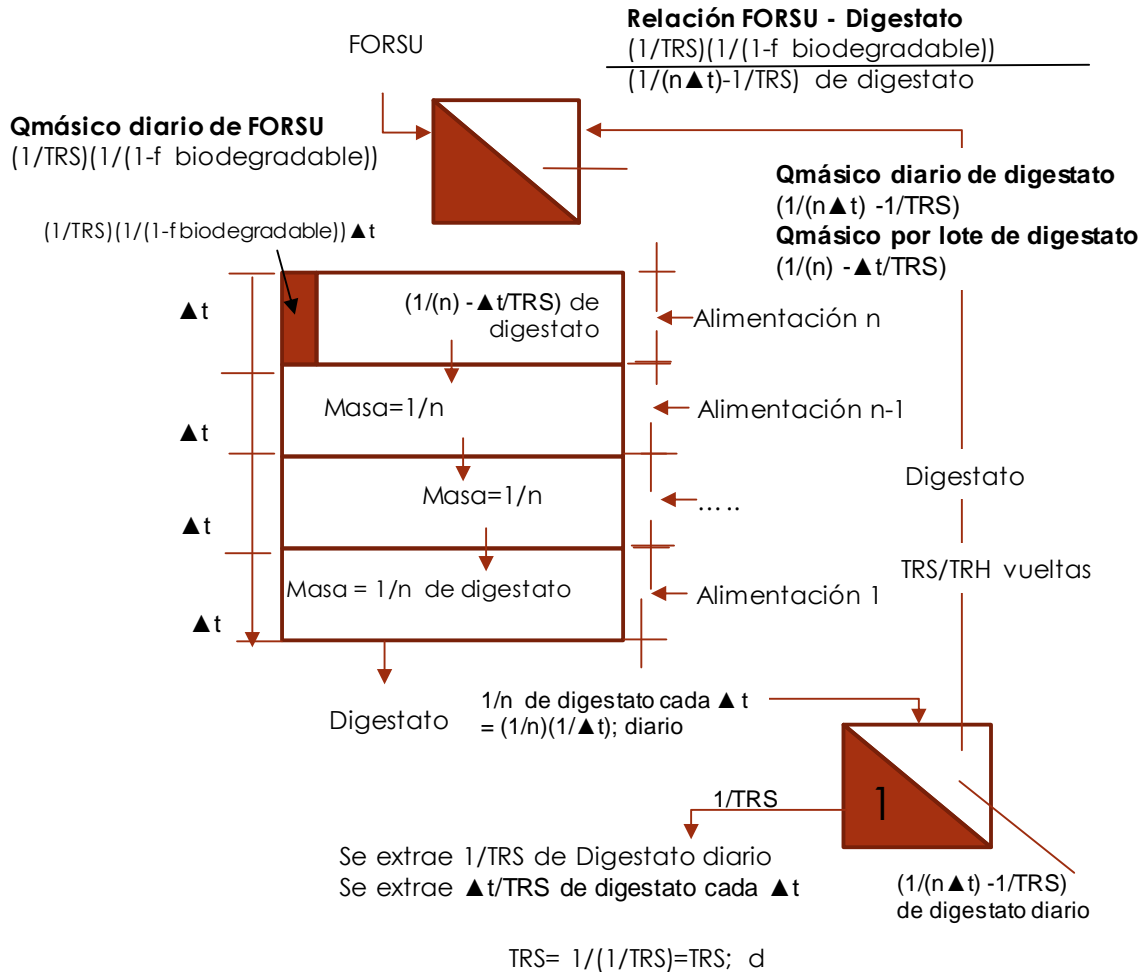 FORSU
Relación FORSU - Digestato
(1/TRS)(1/(1-f biodegradable))
(1/(n▲t)-1/TRS) de digestato
Qmásico diario de FORSU
(1/TRS)(1/(1-f biodegradable))
Qmásico diario de digestato
(1/(n▲t) -1/TRS)
Qmásico por lote de digestato
(1/(n) -▲t/TRS)
(1/TRS)(1/(1-f biodegradable))▲t
▲t
(1/(n) -▲t/TRS) de
digestato
Alimentación n
▲t
Masa=1/n
Alimentación n-1
▲t
Masa=1/n
.....
Digestato
▲t
Masa = 1/n de digestato
Alimentación 1
TRS/TRH vueltas
Digestato
1/n de digestato cada ▲t
= (1/n)(1/▲t); diario
1/TRS
1
Se extrae 1/TRS de Digestato diario
Se extrae ▲t/TRS de digestato cada ▲t
(1/(n▲t) -1/TRS)
de digestato diario
TRS= 1/(1/TRS)=TRS; d